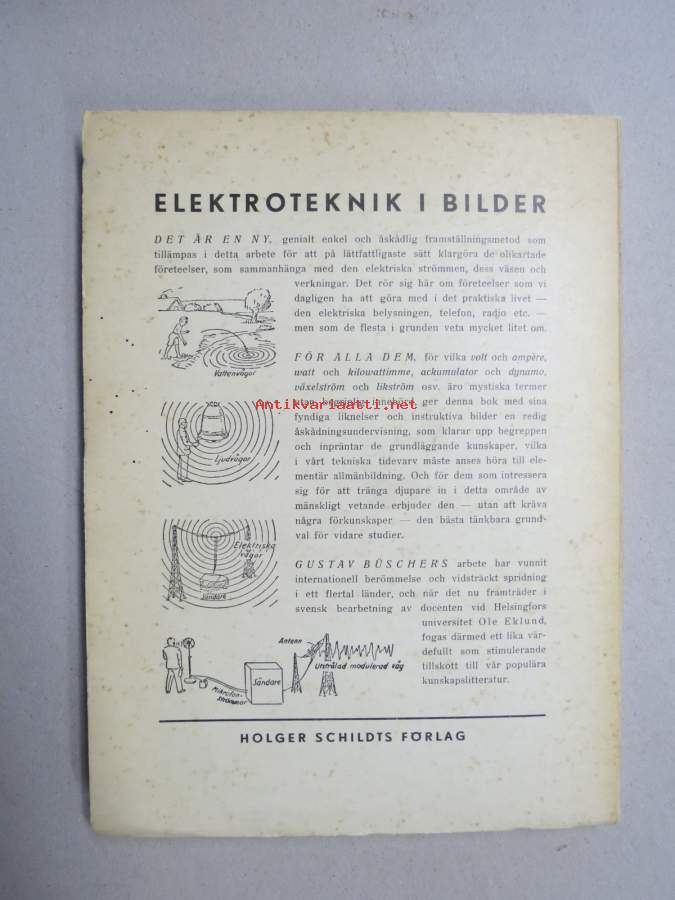 ELEKTROTEKNIK I BILDER
DET ÄR EN NY, genialt enkel och åskådlig framställningsmetod som
tillämpas i detta arbete för att på lättfattligaste sätt klargöra de olikartade
företeelser, som sammanhänga med den elektriska strömmen, dess väsen och
verkningar. Det rör sig här om företeelser som vi
dagligen ha att göra med i det praktiska livet —
den elektriska belysningen, telefon, radjo etc. —
men som de flesta i grunden veta mycket litet om.
Vattenvågor
FÖR ALLA DEM, för vilka volt och ampère,
watt och kilowattimme, ackumulator och dynamo,
växelström och likström osv. äro mystiska termer
utan begripligt innebörd, ger denna bok med sina
Antikvariaatti.net
fyndiga liknelser och instruktiva bilder en redig
åskådningsundervisning, som klarar upp begreppen
och inpräntar de grundläggande kunskaper, vilka
i vårt tekniska tidevarv måste anses höra till ele-
mentär allmänbildning. Och för dem som intressera
sig för att tränga djupare in i detta område av
mänskligt vetande erbjuder den — utan att kräva
några förkunskaper — den bästa tänkbara grund-
val för vidare studier.
Ljudvågor
Elektriska
vågor
Sändare
GUSTAV BÜSCHERS arbete har vunnit
internationell berömmelse och vidsträckt spridning
i ett flertal länder, och när det nu framträder i
svensk bearbetning av docenten vid Helsingfors
universitet Ole Eklund,
fogas därmed ett lika vär-
defullt som stimulerande
tillskott till vår populära
kunskapslitteratur.
Antenn
Utstrålad modulerad våg
Sändare
Mikrofon-
strömmar
HOLGER SCHILDTS FÖRLAG